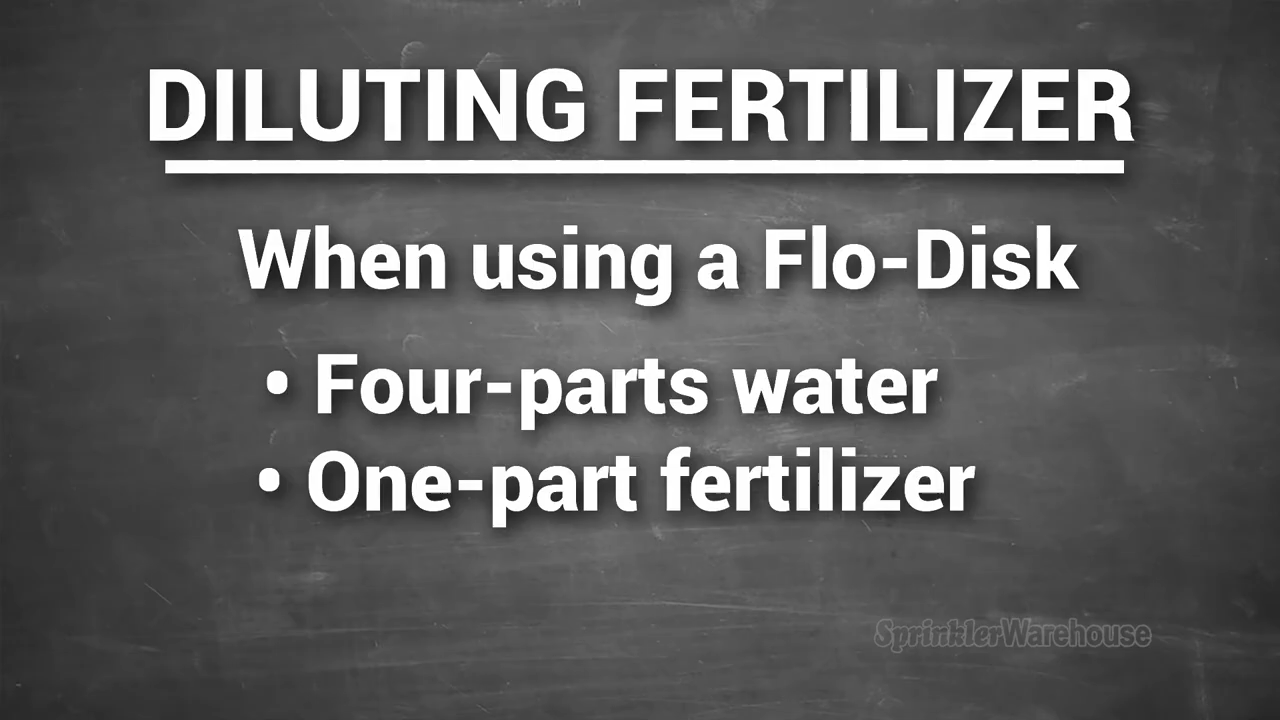 DILUTING FERTILIZER
When using a Flo-Disk
• Four-parts water
• One-part fertilizer
SprinklerWarehouse